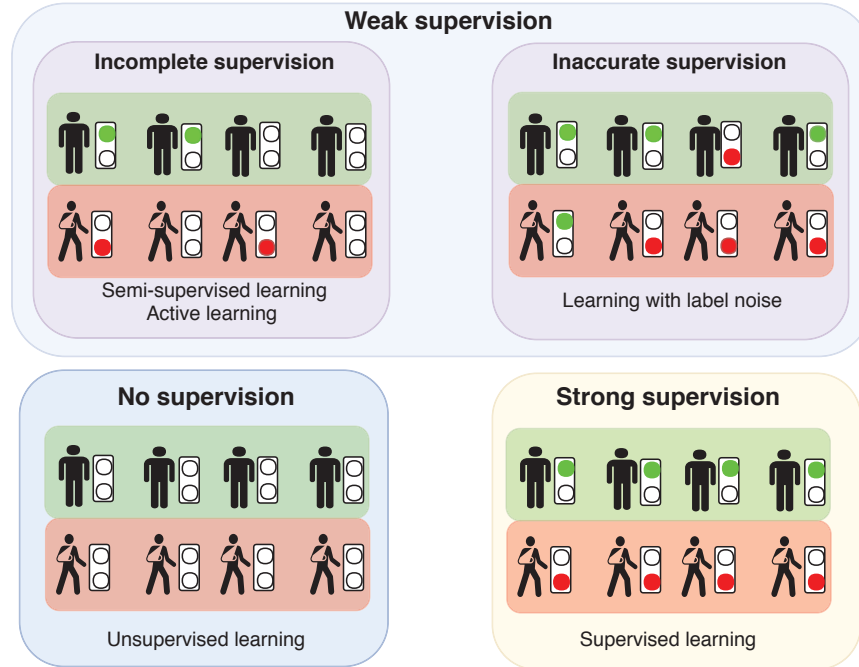 Weak supervision
Incomplete supervision
Inaccurate supervision
Semi-supervised learning
Active learning
Learning with label noise
No supervision
Strong supervision
Unsupervised learning
Supervised learning